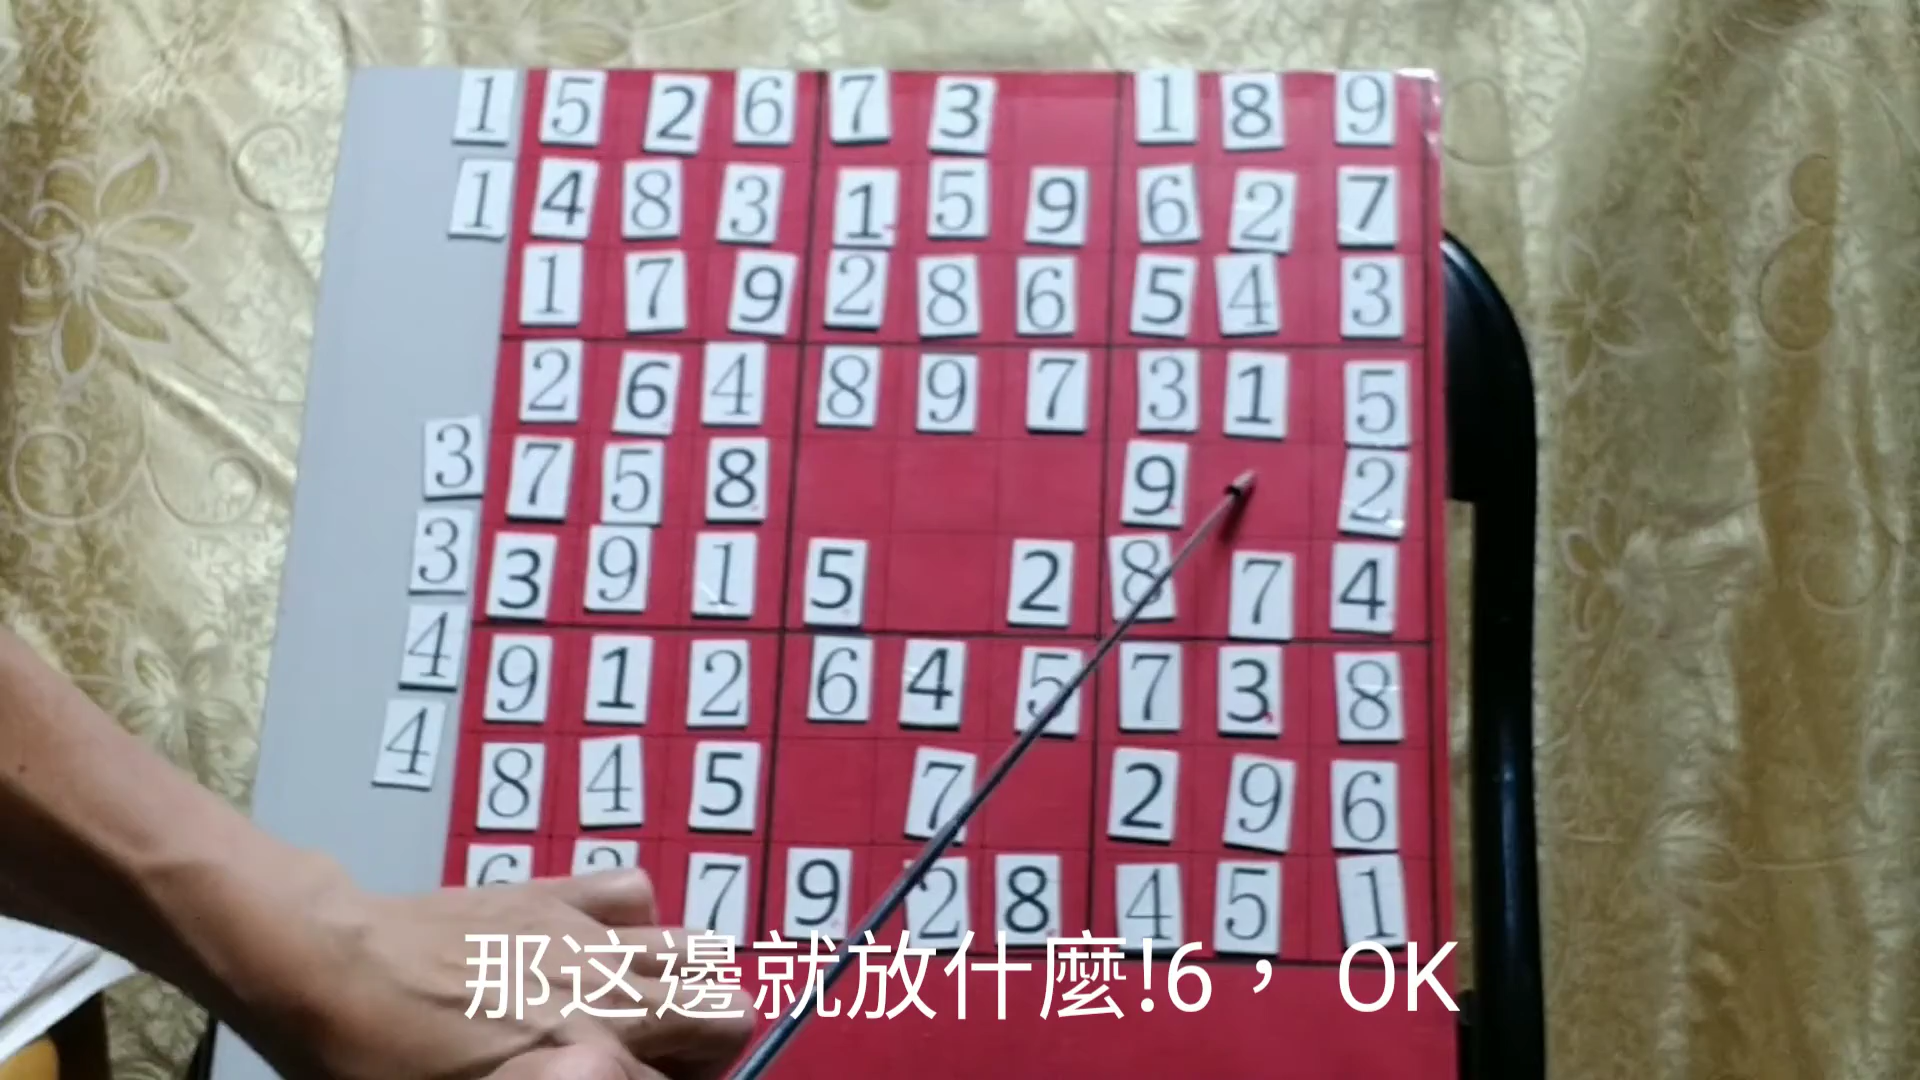 1 5 2 6 7 3 1 8 9
1 4 8 3 1 5 9 6 2 7
1 7 9 2 8 6 5 4 3
2 6 4 8 9 7 3 1 5
3 7 5 8 9 2
3 3 9 1 5 2 8 7 4
4 9 1 2 6 4 5 7 3 8
4 8 4 5 7 2 9 6
7 9 2 8 4 5 1
那这邊就放什麼!6， OK